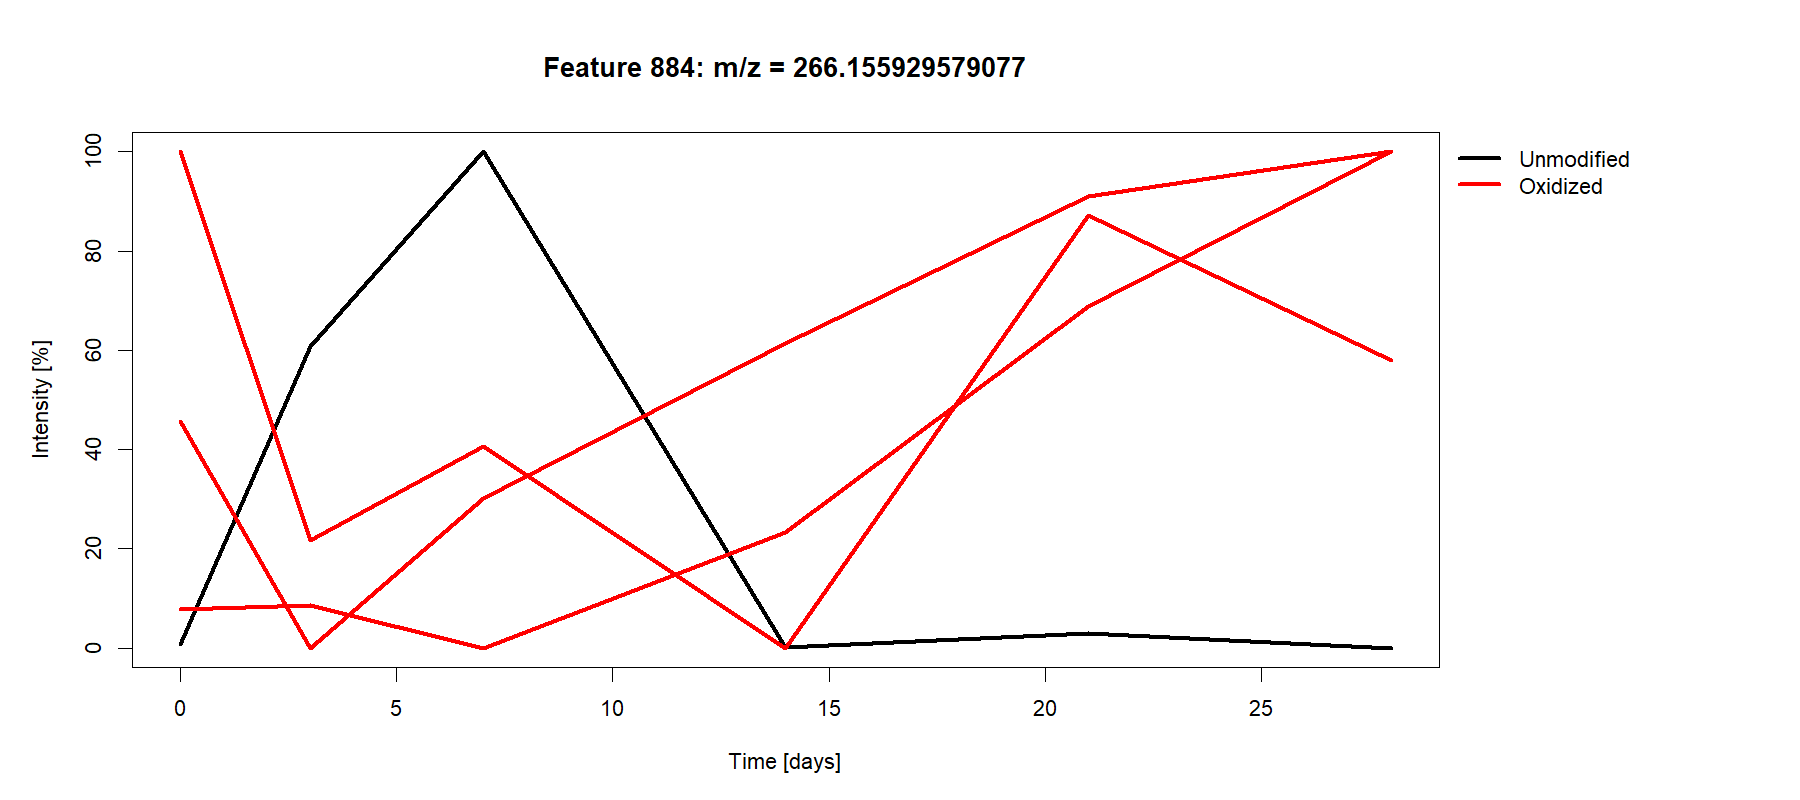 Feature 884: m/z = 266.155929579077
Unmodified
Oxidized
Intensity [%]
100
80
60
40
20
0
0 5 10 15 20 25
Time [days]